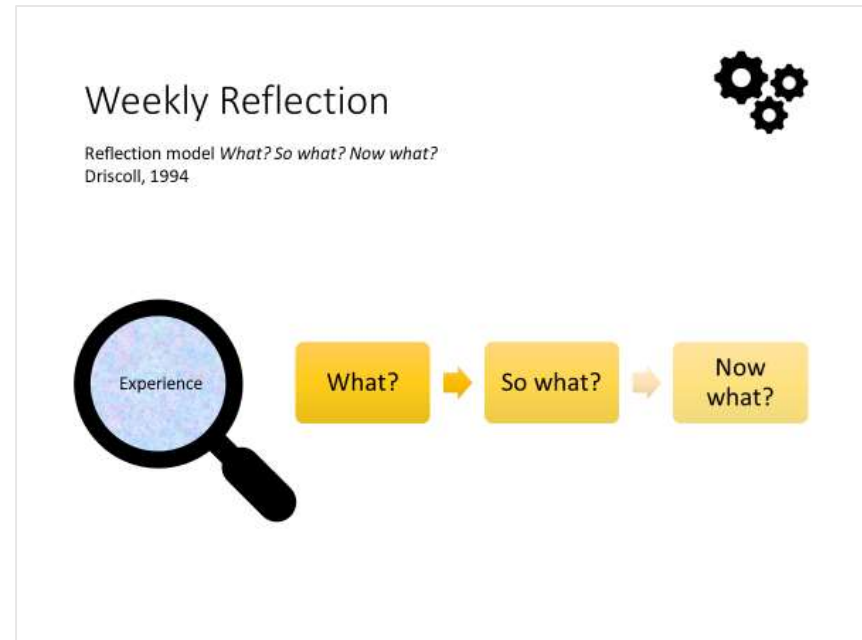 Weekly Reflection
Reflection model What? So what? Now what?
Driscoll, 1994
Experience
What?
So what?
Now
what?